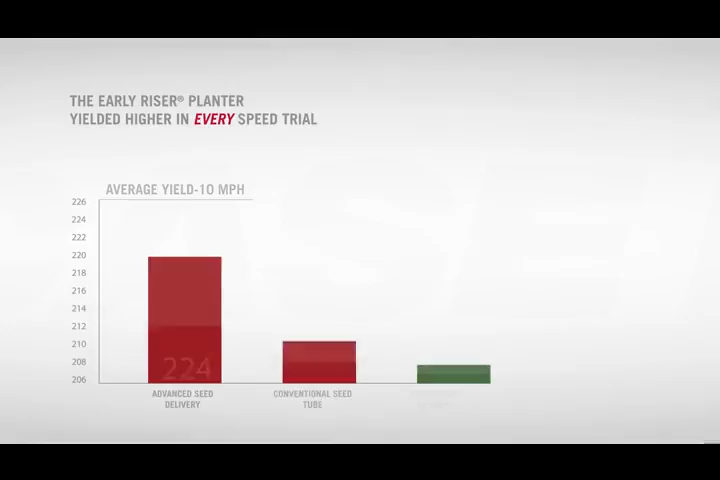 THE EARLY RISER® PLANTER
YIELDED HIGHER IN EVERY SPEED TRIAL
AVERAGE YIELD-10 MPH
226
224
222
220
218
216
214
212
210
208
206
224
ADVANCED SEED
DELIVERY
CONVENTIONAL SEED
TUBE